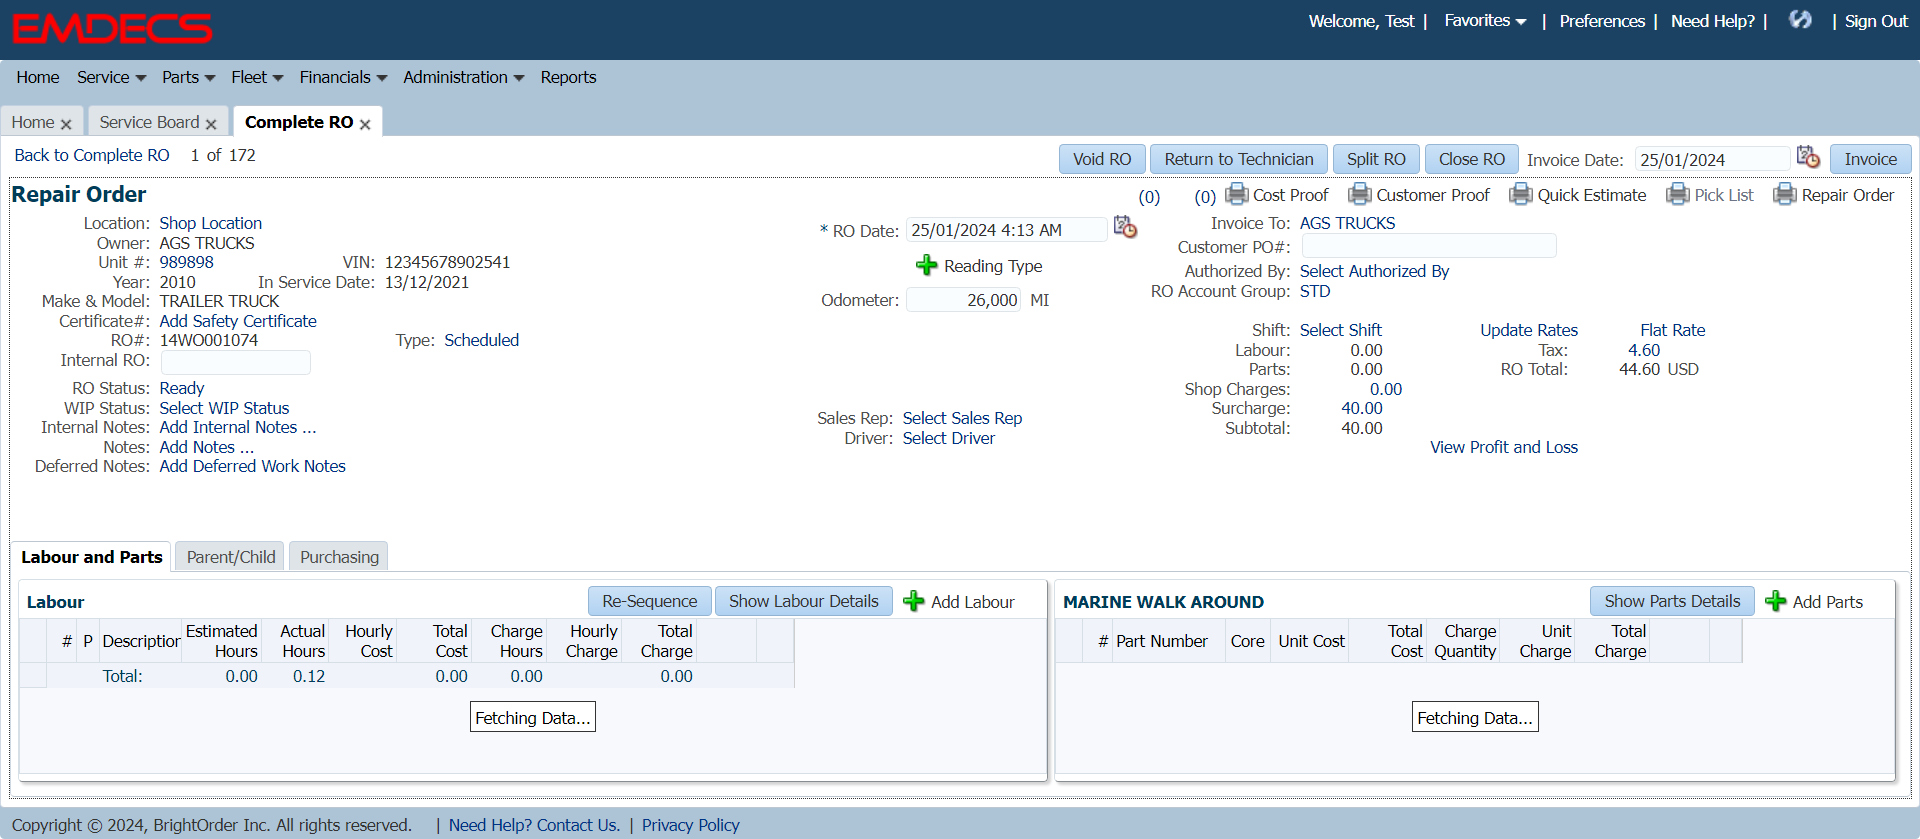 EMDECS
Welcome, Test | Favorites | Preferences | Need Help? | | Sign Out
Home Service Parts Fleet Financials Administration Reports
Home Service Board Complete RO
Back to Complete RO 1 of 172 Void RO Return to Technician Split RO Close RO Invoice Date: 25/01/2024 Invoice
Repair Order (0) (0) Cost Proof Customer Proof Quick Estimate Pick List Repair Order
Location: Shop Location
Owner: AGS TRUCKS
Unit #: 989898 VIN: 12345678902541
Year: 2010 In Service Date: 13/12/2021
Make & Model: TRAILER TRUCK
Certificate#: Add Safety Certificate
RO#: 14WO001074 Type: Scheduled
Internal RO:
RO Status: Ready
WIP Status: Select WIP Status
Internal Notes: Add Internal Notes ...
Notes: Add Notes ...
Deferred Notes: Add Deferred Work Notes
* RO Date: 25/01/2024 4:13 AM
Reading Type
Odometer: 26,000 MI
Sales Rep: Select Sales Rep
Driver: Select Driver
Invoice To: AGS TRUCKS
Customer PO#:
Authorized By: Select Authorized By
RO Account Group: STD
Shift: Select Shift Update Rates Flat Rate
Labour: 0.00 Tax: 4.60
Parts: 0.00 RO Total: 44.60 USD
Shop Charges: 0.00
Surcharge: 40.00
Subtotal: 40.00
View Profit and Loss
Labour and Parts Parent/Child Purchasing
Labour Re-Sequence Show Labour Details Add Labour
# P Description Estimated Hours Actual Hours Hourly Cost Total Cost Charge Hours Hourly Charge Total Charge
Total: 0.00 0.12 0.00 0.00 0.00
Fetching Data...
MARINE WALK AROUND Show Parts Details Add Parts
# Part Number Core Unit Cost Total Cost Charge Quantity Unit Charge Total Charge
Fetching Data...
Copyright © 2024, BrightOrder Inc. All rights reserved. | Need Help? Contact Us. | Privacy Policy